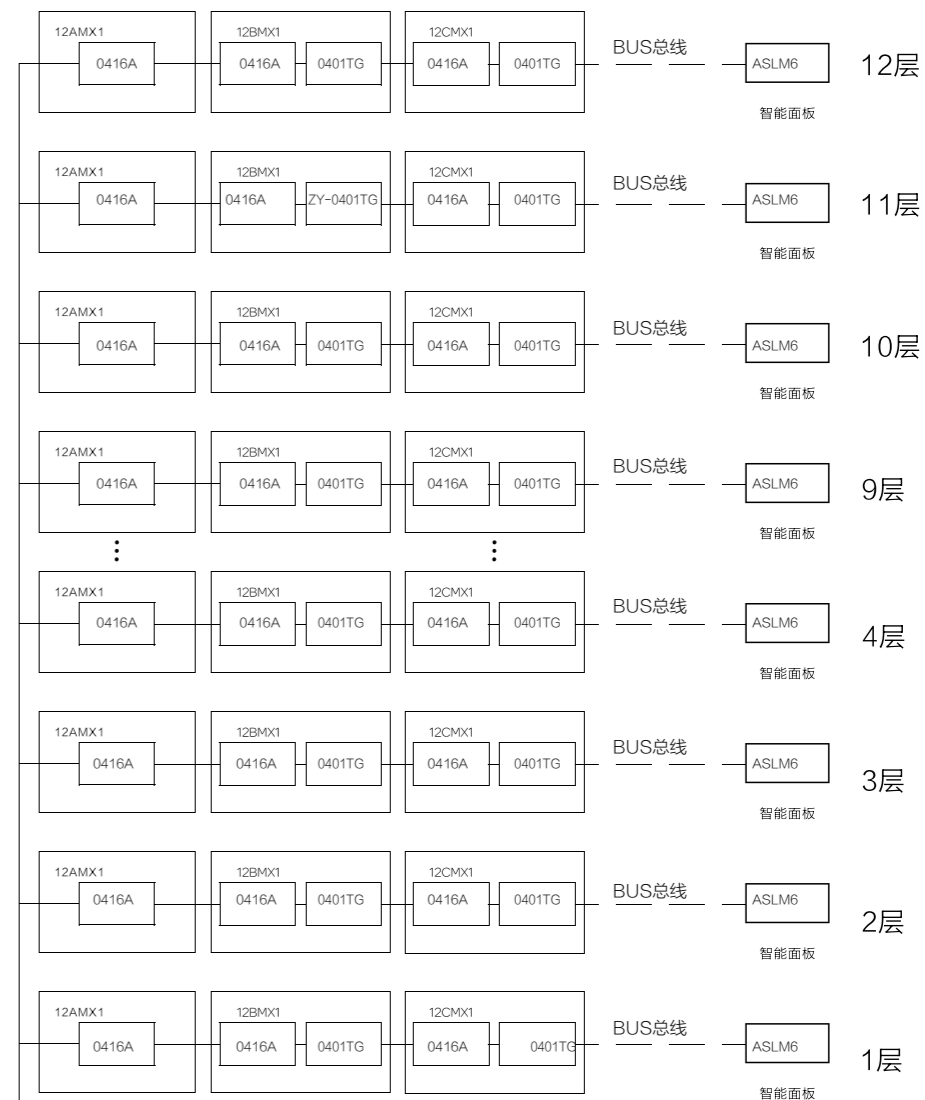 12AMX1 12BMX1 12CMX1 BUS总线
0416A 0416A 0401TG 0416A 0401TG ASLM6 12层
智能面板
12AMX1 12BMX1 12CMX1 BUS总线
0416A 0416A ZY-0401TG 0416A 0401TG ASLM6 11层
智能面板
12AMX1 12BMX1 12CMX1 BUS总线
0416A 0416A 0401TG 0416A 0401TG ASLM6 10层
智能面板
12AMX1 12BMX1 12CMX1 BUS总线
0416A 0416A 0401TG 0416A 0401TG ASLM6 9层
智能面板
12AMX1 12BMX1 12CMX1 BUS总线
0416A 0416A 0401TG 0416A 0401TG ASLM6 4层
智能面板
12AMX1 12BMX1 12CMX1 BUS总线
0416A 0416A 0401TG 0416A 0401TG ASLM6 3层
智能面板
12AMX1 12BMX1 12CMX1 BUS总线
0416A 0416A 0401TG 0416A 0401TG ASLM6 2层
智能面板
12AMX1 12BMX1 12CMX1 BUS总线
0416A 0416A 0401TG 0416A 0401TG ASLM6 1层
智能面板